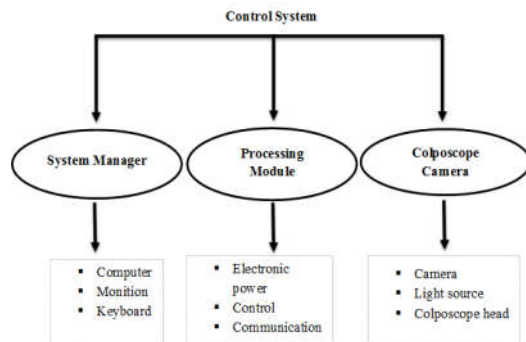 Control System
System Manager
Processing
Module
Colposcope
Camera
▪ Computer
▪ Monition
▪ Keyboard
▪ Electronic
power
▪ Control
▪ Communication
▪ Camera
▪ Light source
▪ Colposcope head